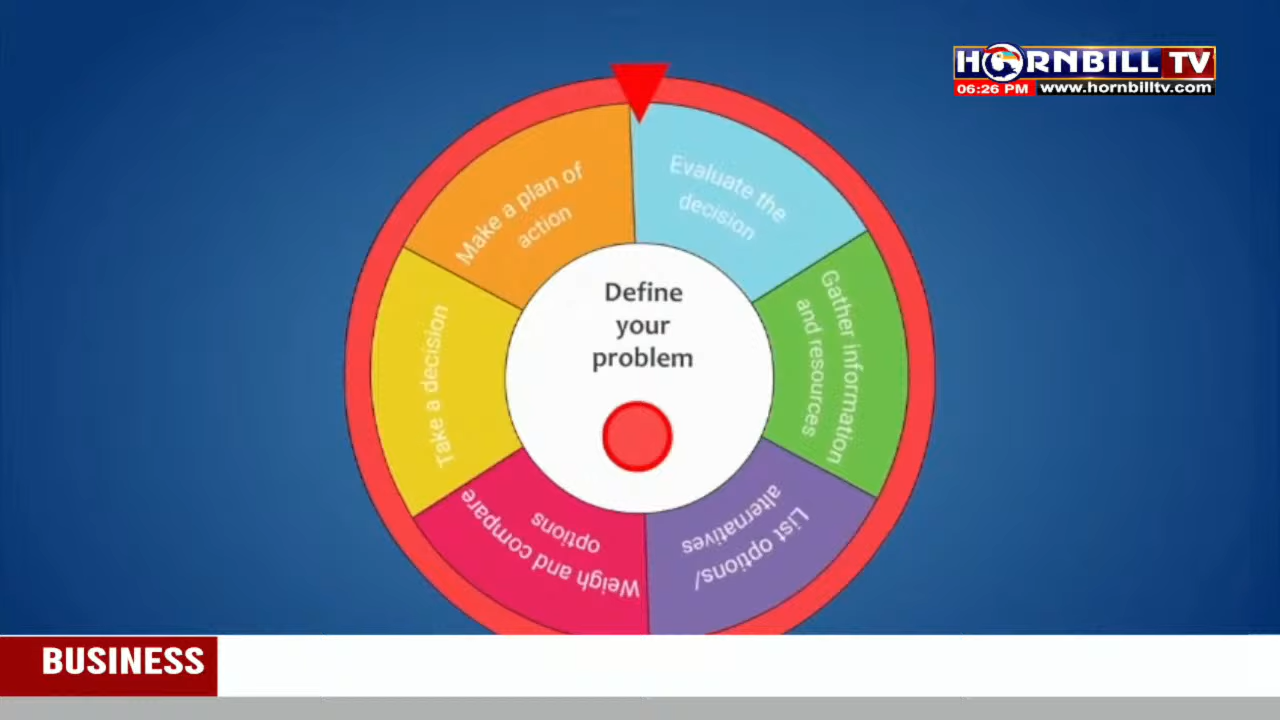 HORNBILL TV
06:26 PM www.hornbilltv.com
Make a plan of
action
Evaluate the
decision
Gather information
and resources
List options/
alternatives
Weigh and compare
options
Take a decision
Define
your
problem
BUSINESS